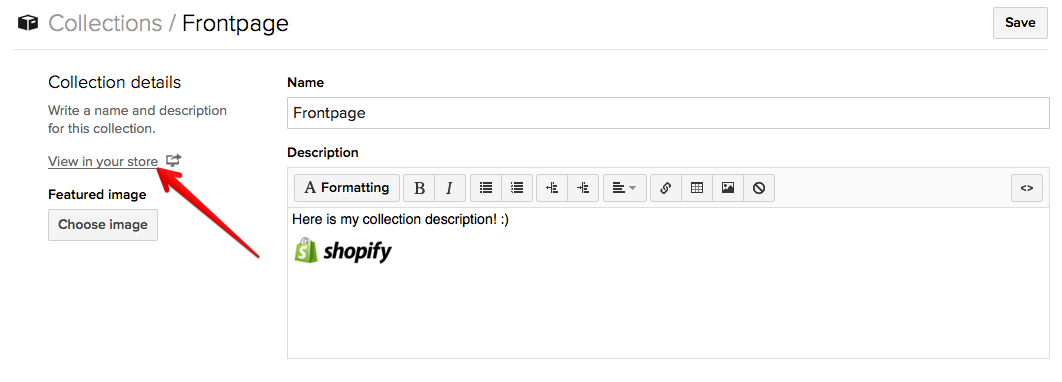 Collections / Frontpage
Save
Collection details
Write a name and description
for this collection.
View in your store
Featured image
Choose image
Name
Frontpage
Description
A Formatting B I <>
Here is my collection description! :)
shopify